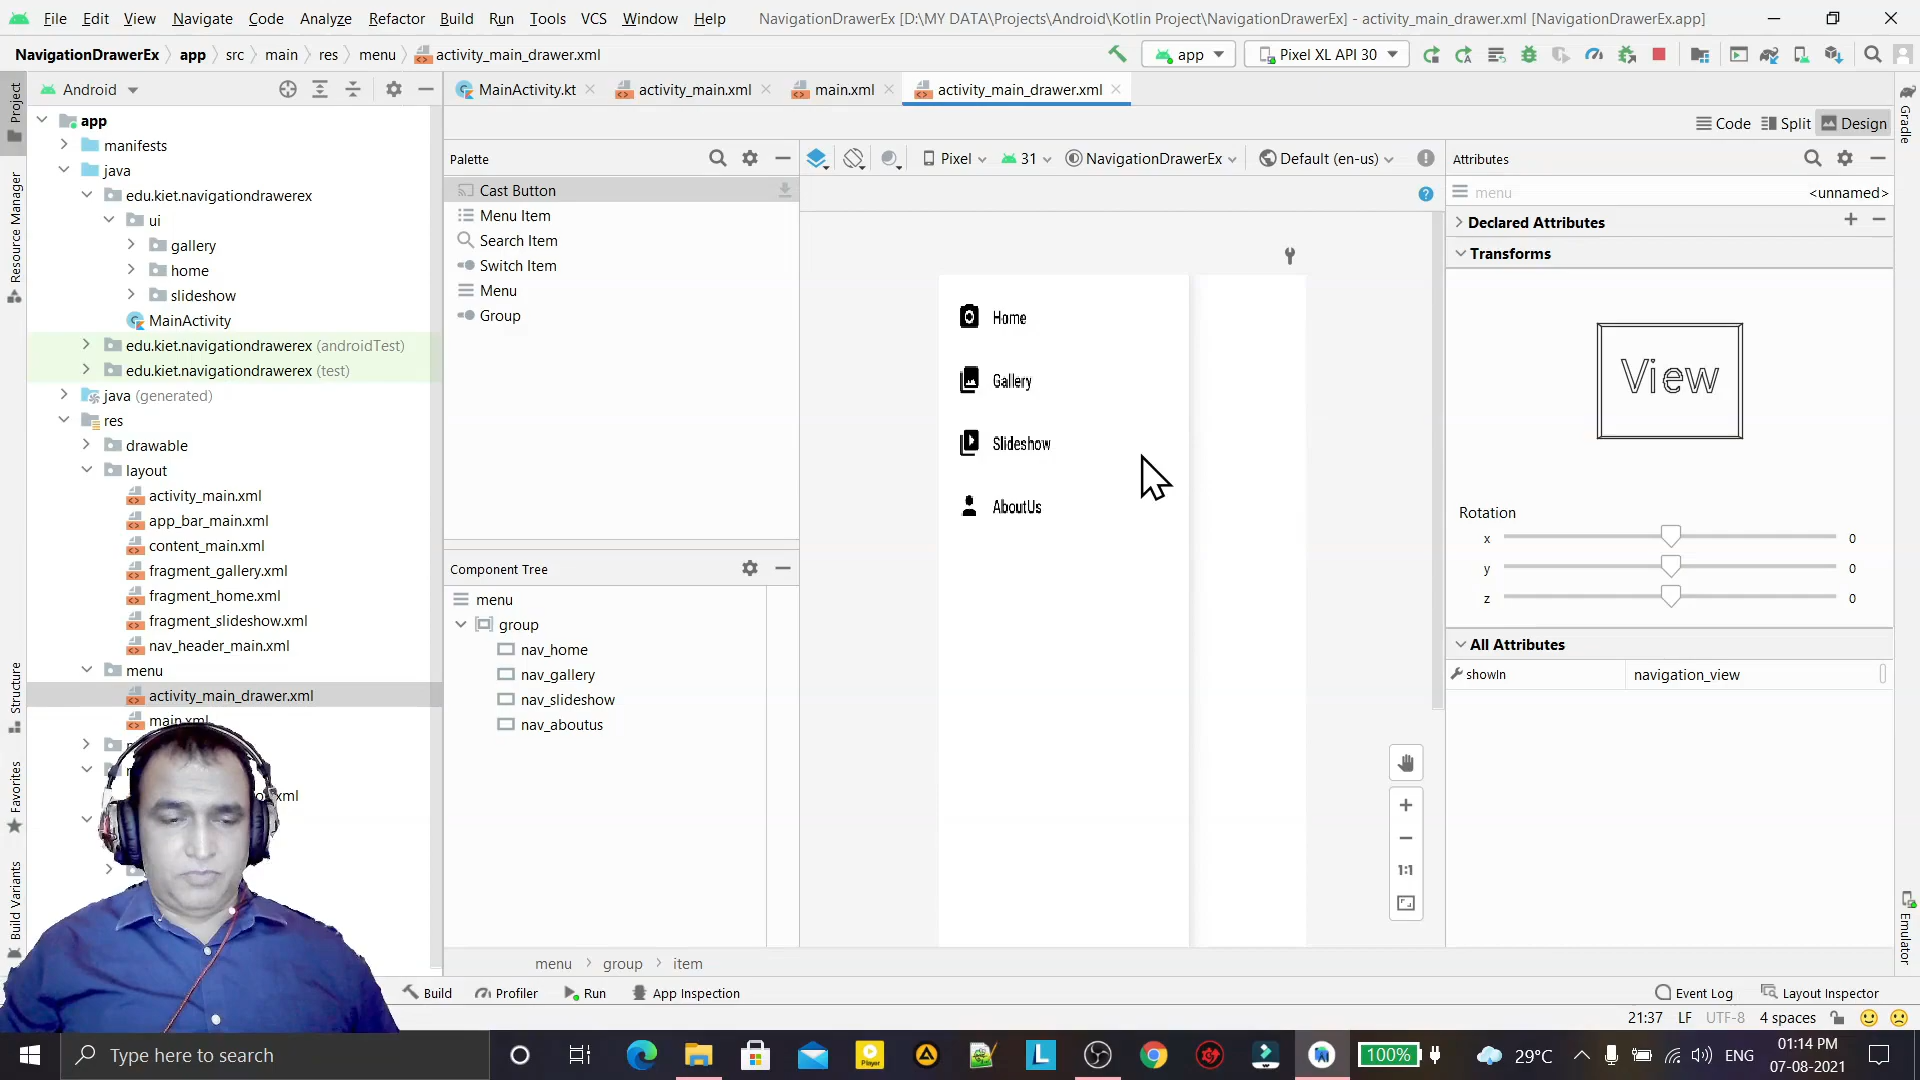 File Edit View Navigate Code Analyze Refactor Build Run Tools VCS Window Help NavigationDrawerEx [D:\MY DATA\Projects\Android\Kotlin Project\NavigationDrawerEx] - activity_main_drawer.xml [NavigationDrawerEx.app]
NavigationDrawerEx app src main res menu activity_main_drawer.xml app Pixel XL API 30
Android MainActivity.kt activity_main.xml main.xml activity_main_drawer.xml
Code Split Design
Project
Resource Manager
Structure
Favorites
Build Variants
app
manifests
java
edu.kiet.navigationdrawerex
ui
gallery
home
slideshow
MainActivity
edu.kiet.navigationdrawerex (androidTest)
edu.kiet.navigationdrawerex (test)
java (generated)
res
drawable
layout
activity_main.xml
app_bar_main.xml
content_main.xml
fragment_gallery.xml
fragment_home.xml
fragment_slideshow.xml
nav_header_main.xml
menu
activity_main_drawer.xml
main.xml
Palette
Cast Button
Menu Item
Search Item
Switch Item
Menu
Group
Component Tree
menu
group
nav_home
nav_gallery
nav_slideshow
nav_aboutus
Pixel 31 NavigationDrawerEx Default (en-us)
Home
Gallery
Slideshow
AboutUs
1:1
Attributes
menu <unnamed>
Declared Attributes
Transforms
View
Rotation
x 0
y 0
z 0
All Attributes
showIn navigation_view
Gradle
Emulator
menu group item
Build Profiler Run App Inspection Event Log Layout Inspector
21:37 LF UTF-8 4 spaces
Type here to search
Player
L
100% 29°C ENG 01:14 PM
07-08-2021